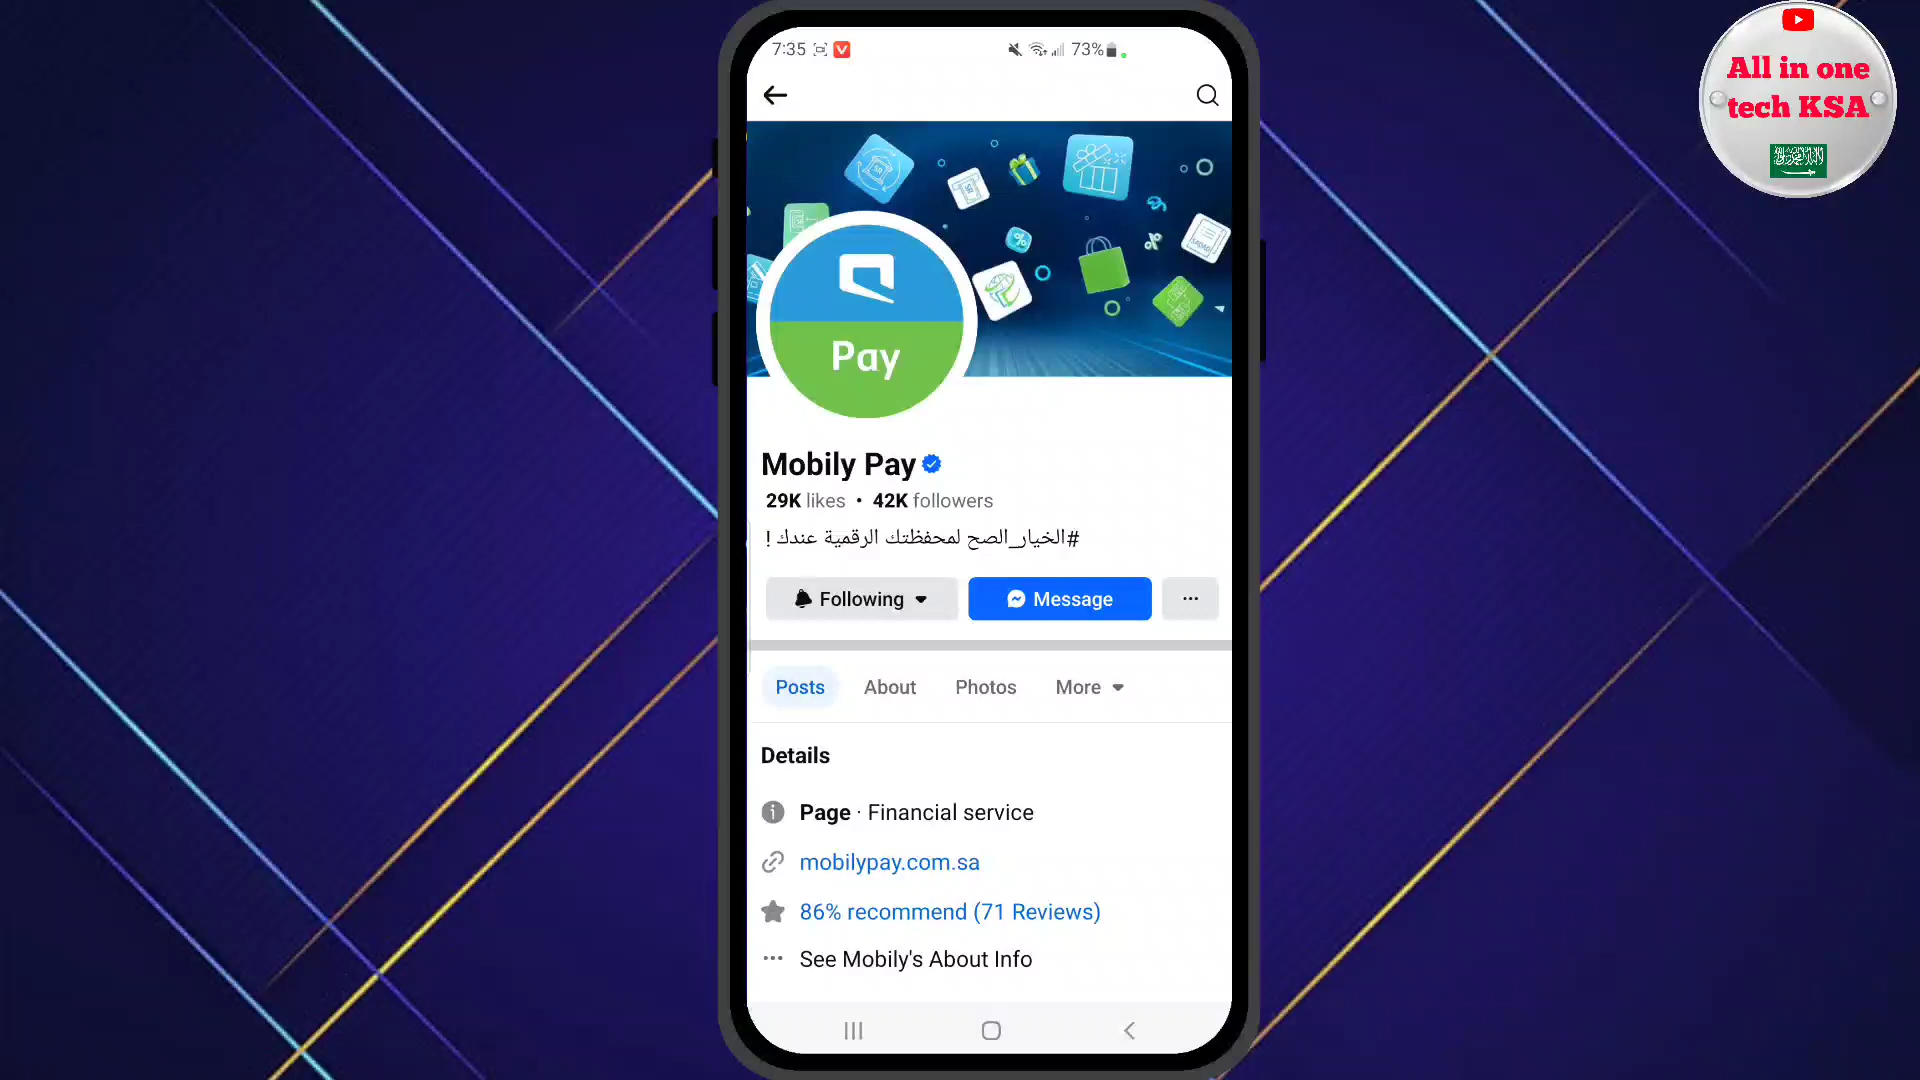 7:35
73%
All in one
tech KSA
Pay
Mobily Pay
29K likes • 42K followers
#الخيار_الصح لمحفظتك الرقمية عندك !
Following
Message
Posts About Photos More
Details
Page · Financial service
mobilypay.com.sa
86% recommend (71 Reviews)
See Mobily's About Info